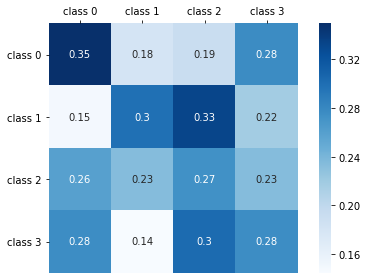 class 0 class 1 class 2 class 3
class 0 0.35 0.18 0.19 0.28
class 1 0.15 0.3 0.33 0.22
class 2 0.26 0.23 0.27 0.23
class 3 0.28 0.14 0.3 0.28
0.32
0.28
0.24
0.20
0.16